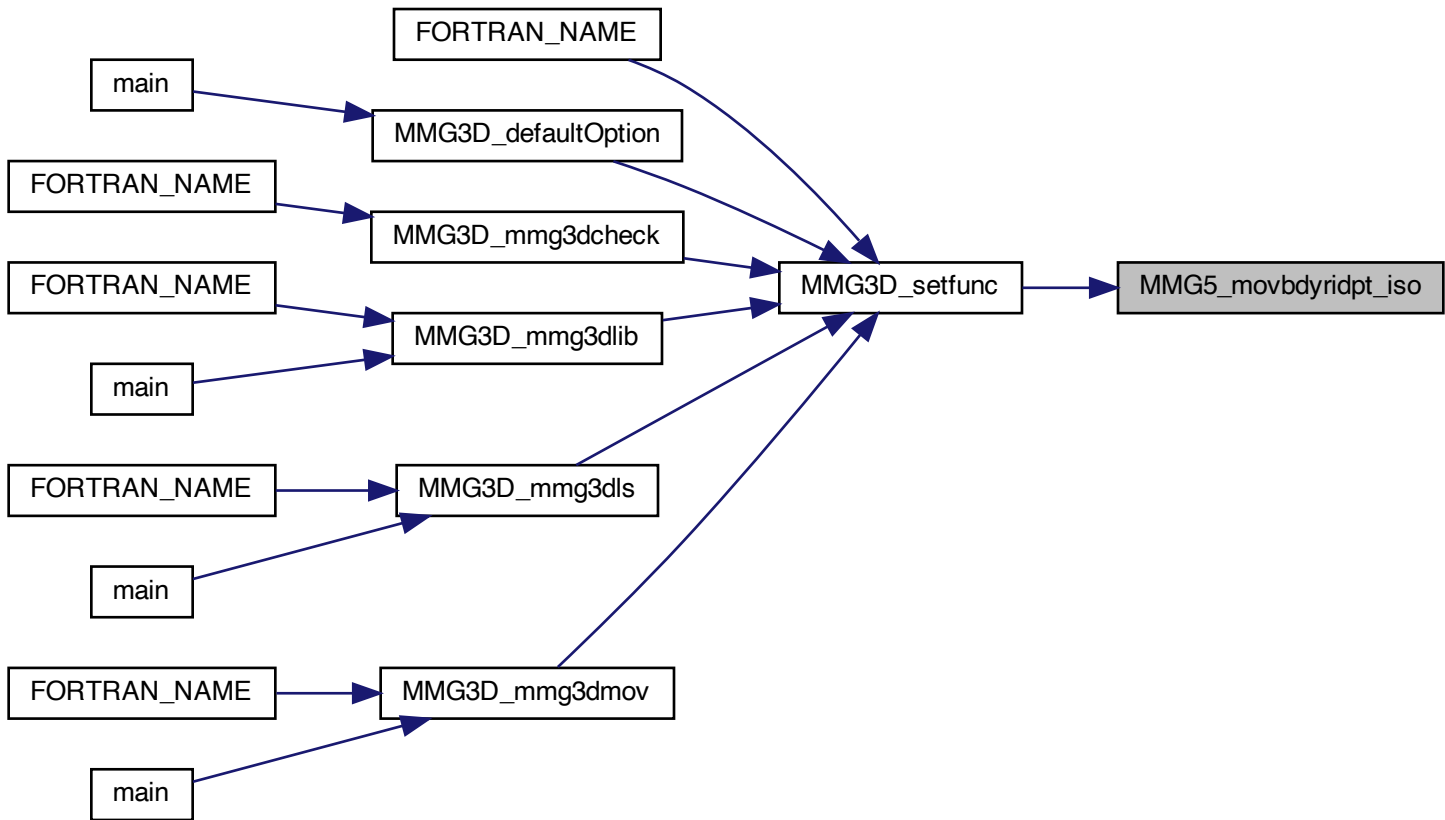 FORTRAN_NAME
main
MMG3D_defaultOption
FORTRAN_NAME
MMG3D_mmg3dcheck
FORTRAN_NAME
MMG3D_setfunc
MMG5_movbdyridpt_iso
MMG3D_mmg3dlib
main
FORTRAN_NAME
MMG3D_mmg3dls
main
FORTRAN_NAME
MMG3D_mmg3dmov
main